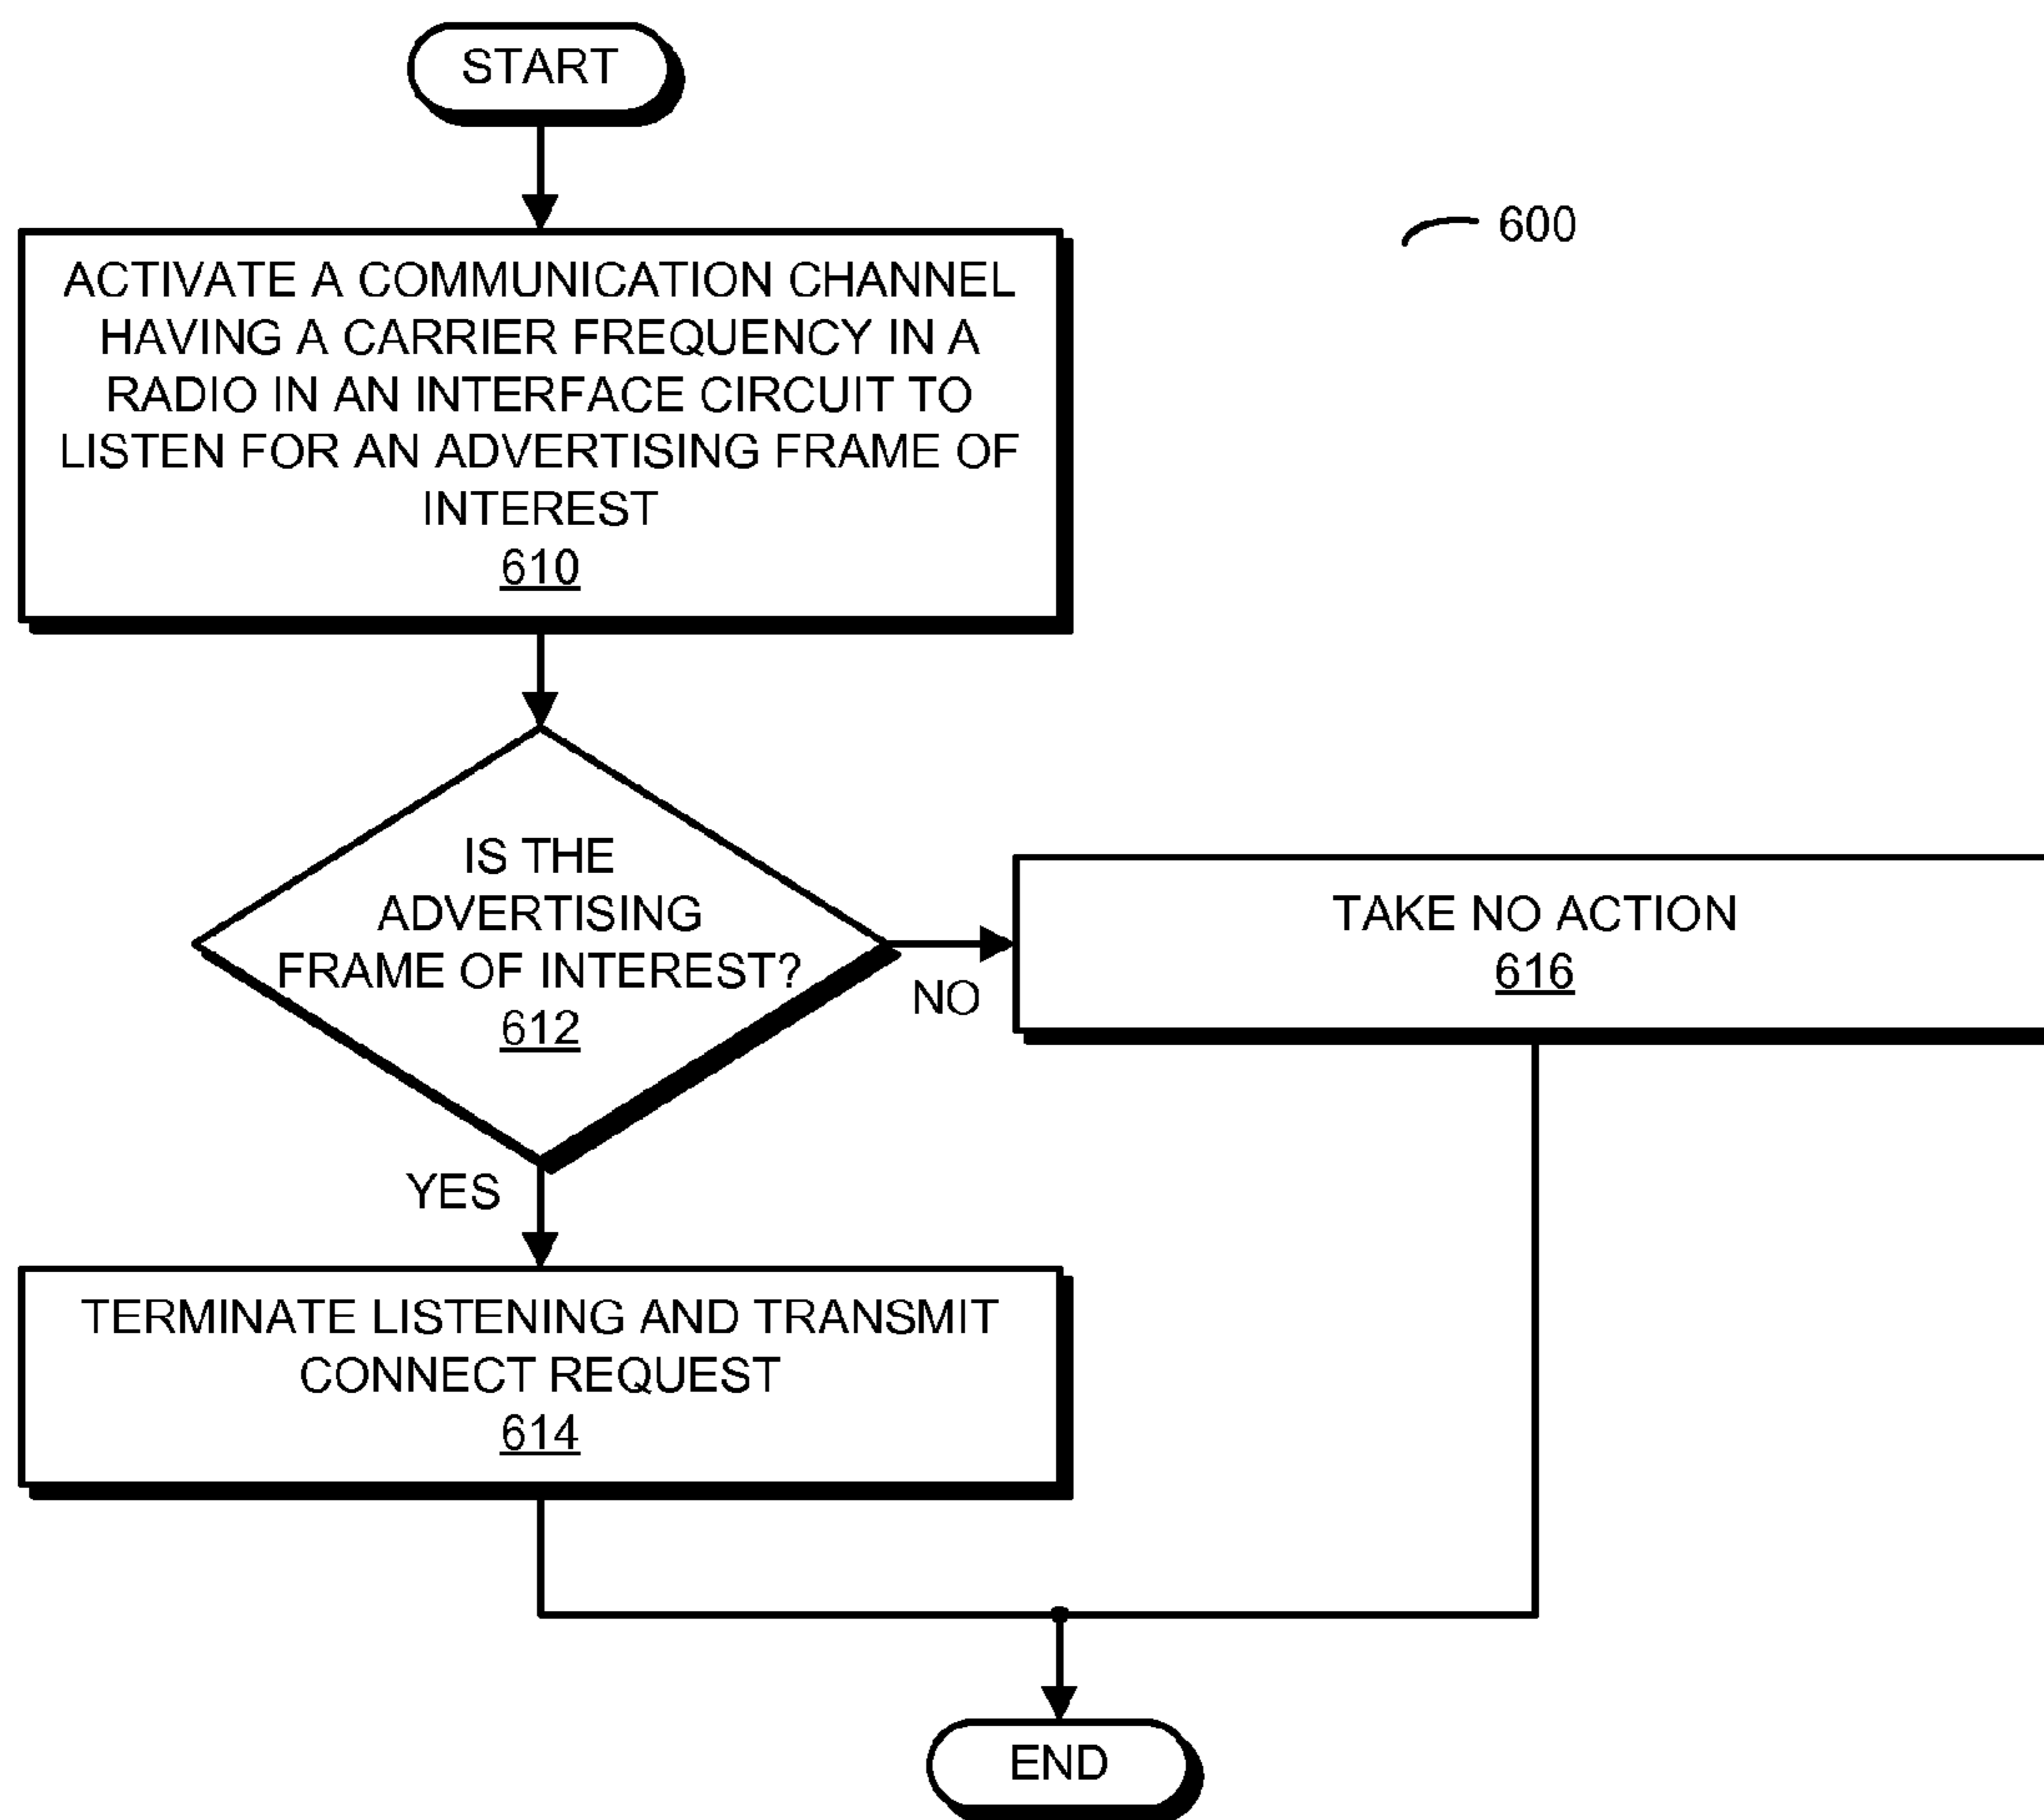 START
600
ACTIVATE A COMMUNICATION CHANNEL
HAVING A CARRIER FREQUENCY IN A
RADIO IN AN INTERFACE CIRCUIT TO
LISTEN FOR AN ADVERTISING FRAME OF
INTEREST
610
IS THE
ADVERTISING
FRAME OF INTEREST?
612
NO
TAKE NO ACTION
616
YES
TERMINATE LISTENING AND TRANSMIT
CONNECT REQUEST
614
END